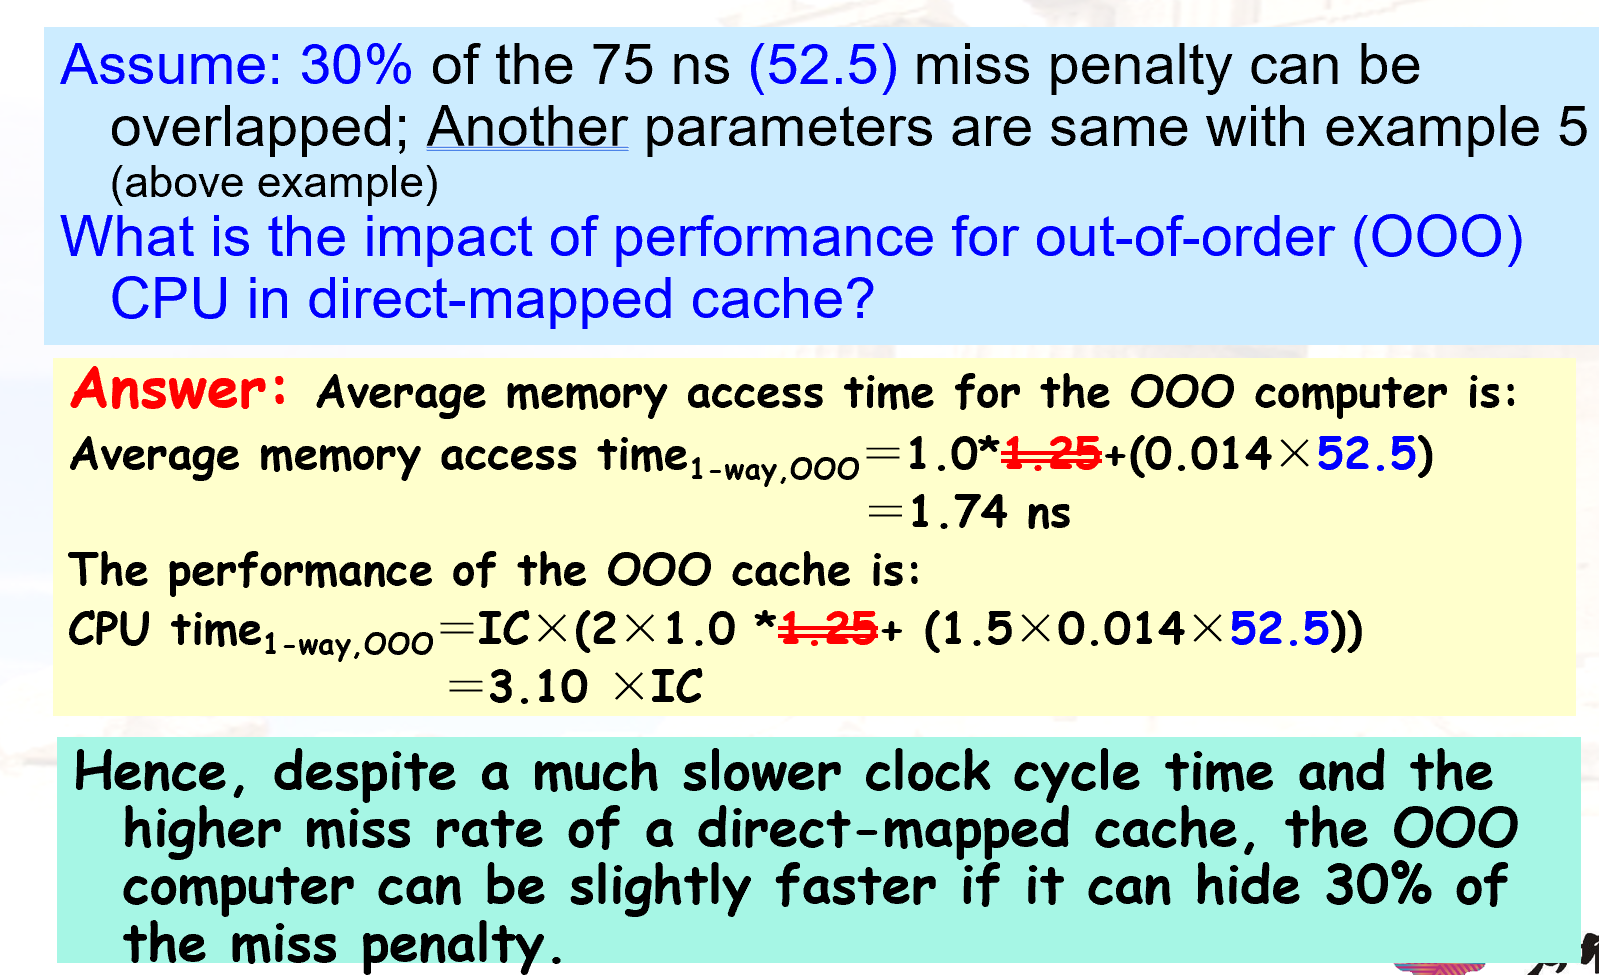 Assume: 30% of the 75 ns (52.5) miss penalty can be
overlapped; Another parameters are same with example 5
(above example)
What is the impact of performance for out-of-order (OOO)
CPU in direct-mapped cache?
Answer: Average memory access time for the OOO computer is:
Average memory access time1-way,OOO=1.0*1.25+(0.014×52.5)
=1.74 ns
The performance of the OOO cache is:
CPU time1-way,OOO=IC×(2×1.0 *1.25+ (1.5×0.014×52.5))
=3.10 ×IC
Hence, despite a much slower clock cycle time and the
higher miss rate of a direct-mapped cache, the OOO
computer can be slightly faster if it can hide 30% of
the miss penalty.